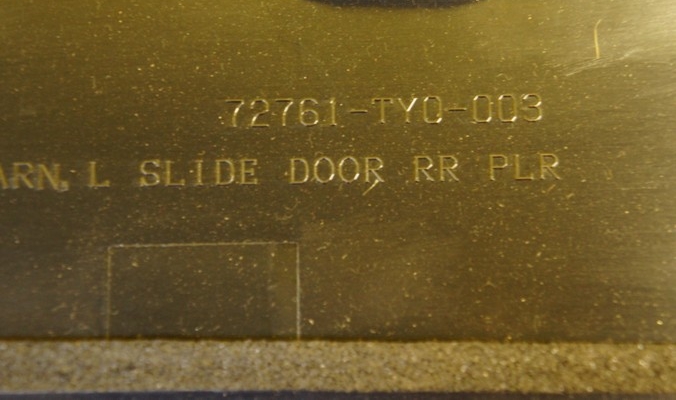 72761-TY0-003
ARN, L SLIDE DOOR RR PLR